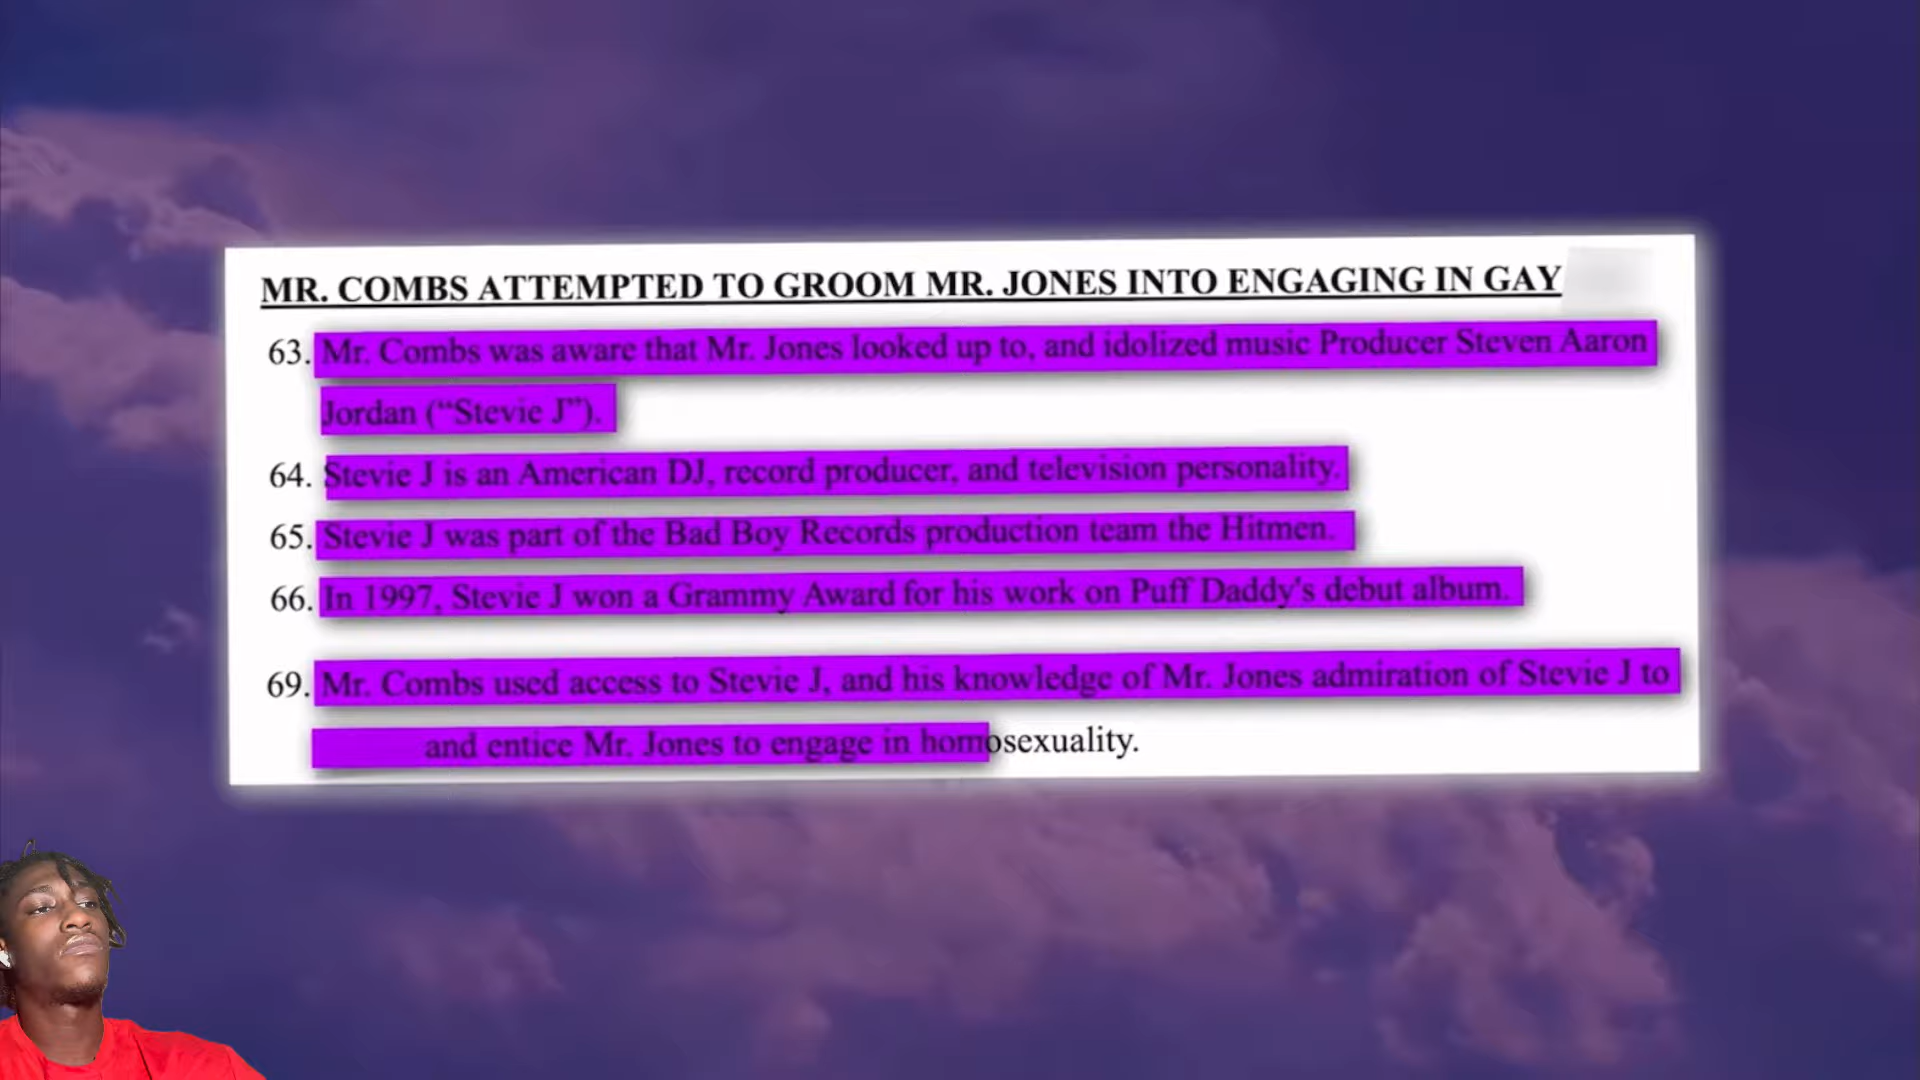 MR. COMBS ATTEMPTED TO GROOM MR. JONES INTO ENGAGING IN GAY
63. Mr. Combs was aware that Mr. Jones looked up to, and idolized music Producer Steven Aaron
Jordan (“Stevie J”).
64. Stevie J is an American DJ, record producer, and television personality.
65. Stevie J was part of the Bad Boy Records production team the Hitmen.
66. In 1997, Stevie J won a Grammy Award for his work on Puff Daddy's debut album.
69. Mr. Combs used access to Stevie J, and his knowledge of Mr. Jones admiration of Stevie J to
and entice Mr. Jones to engage in homosexuality.